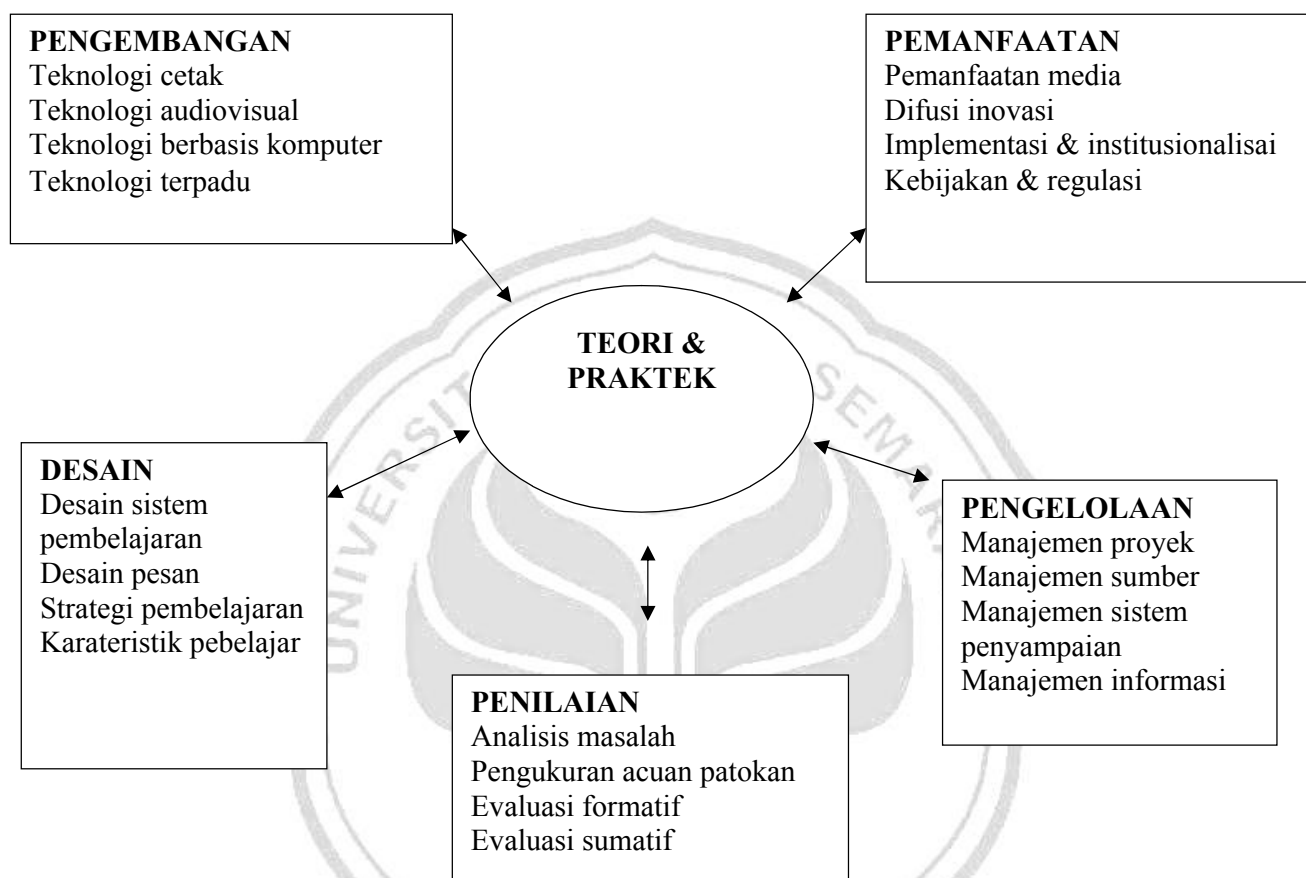 PENGEMBANGAN
Teknologi cetak
Teknologi audiovisual
Teknologi berbasis komputer
Teknologi terpadu
PEMANFAATAN
Pemanfaatan media
Difusi inovasi
Implementasi & institusionalisai
Kebijakan & regulasi
TEORI &
PRAKTEK
DESAIN
Desain sistem
pembelajaran
Desain pesan
Strategi pembelajaran
Karateristik pebelajar
PENGELOLAAN
Manajemen proyek
Manajemen sumber
Manajemen sistem
penyampaian
Manajemen informasi
PENILAIAN
Analisis masalah
Pengukuran acuan patokan
Evaluasi formatif
Evaluasi sumatif